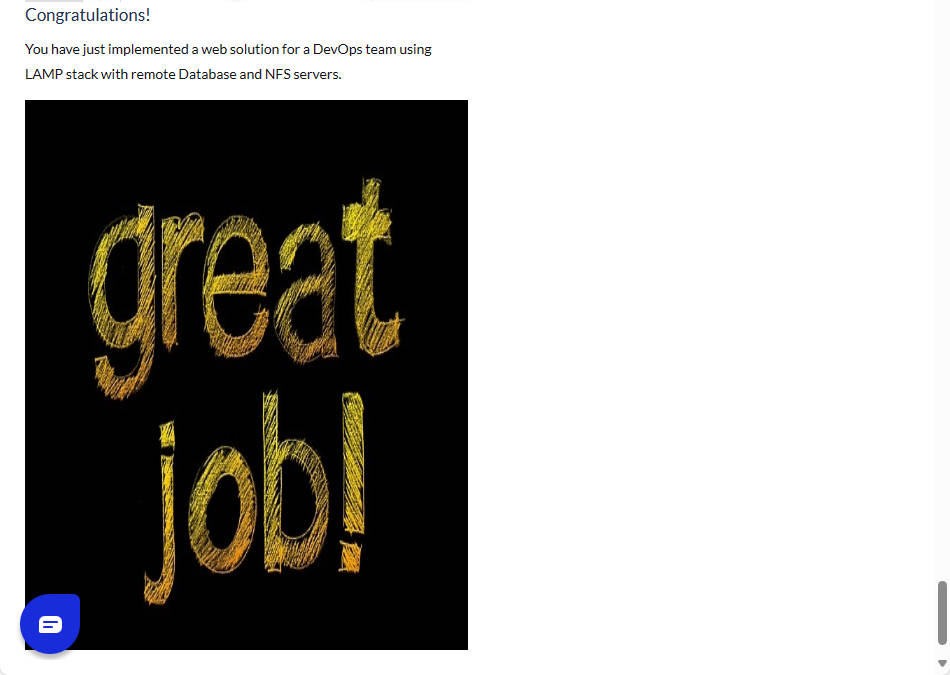 Congratulations!
You have just implemented a web solution for a DevOps team using
LAMP stack with remote Database and NFS servers.
great
job!